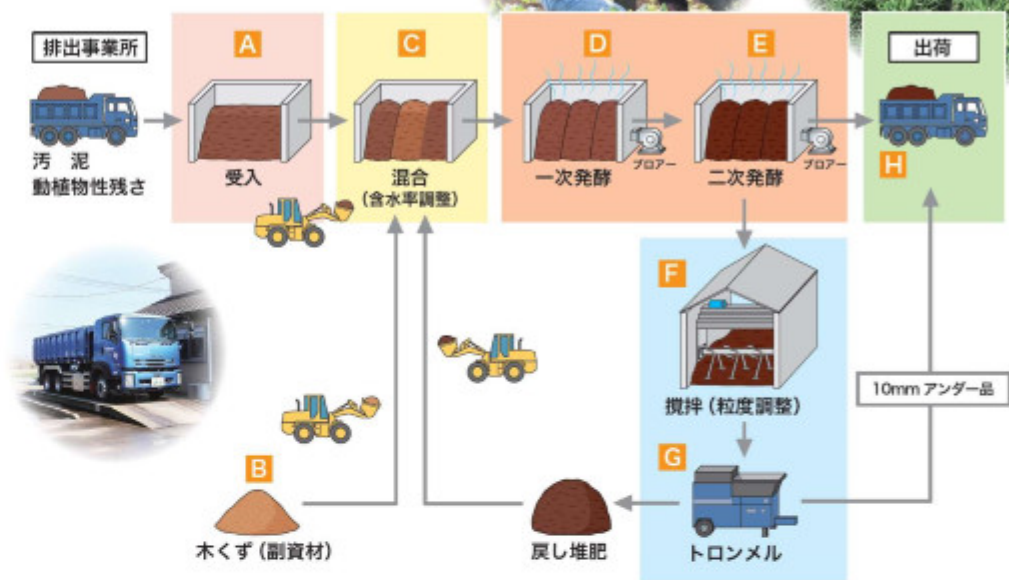 排出事業所
汚 泥
動植物性残さ
A
受入
C
混合
(含水率調整)
D
一次発酵
ブロアー
E
二次発酵
ブロアー
出荷
H
F
撹拌(粒度調整)
10mm アンダー品
G
トロンメル
戻し堆肥
B
木くず(副資材)